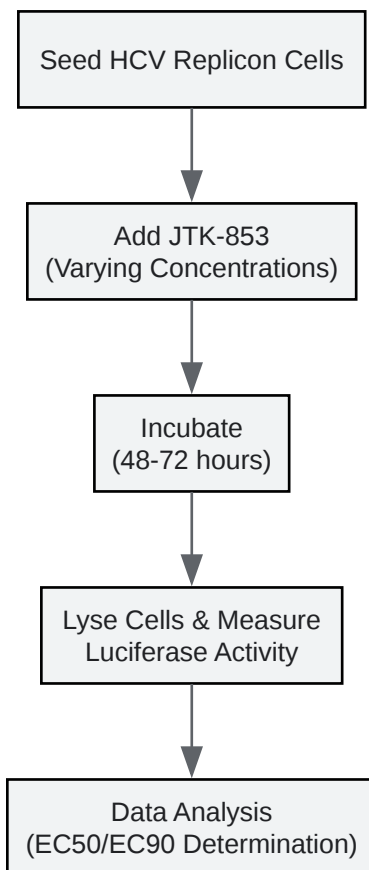 Seed HCV Replicon Cells
Add JTK-853
(Varying Concentrations)
Incubate
(48-72 hours)
Lyse Cells & Measure
Luciferase Activity
Data Analysis
(EC50/EC90 Determination)